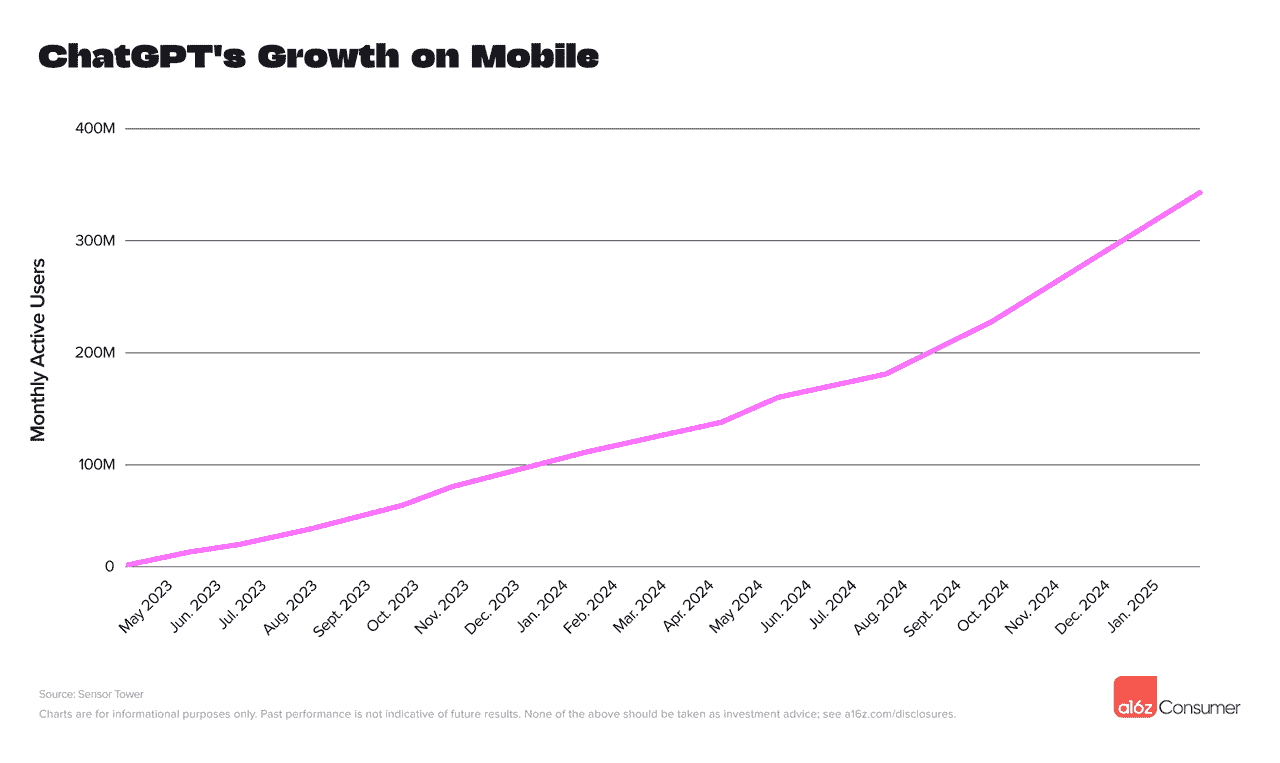 ChatGPT's Growth on Mobile
Monthly Active Users
400M
300M
200M
100M
0
May 2023
Jun. 2023
Jul. 2023
Aug. 2023
Sept. 2023
Oct. 2023
Nov. 2023
Dec. 2023
Jan. 2024
Feb. 2024
Mar. 2024
Apr. 2024
May 2024
Jun. 2024
Jul. 2024
Aug. 2024
Sept. 2024
Oct. 2024
Nov. 2024
Dec. 2024
Jan. 2025
Source: Sensor Tower
Charts are for informational purposes only. Past performance is not indicative of future results. None of the above should be taken as investment advice; see a16z.com/disclosures.
a16z Consumer